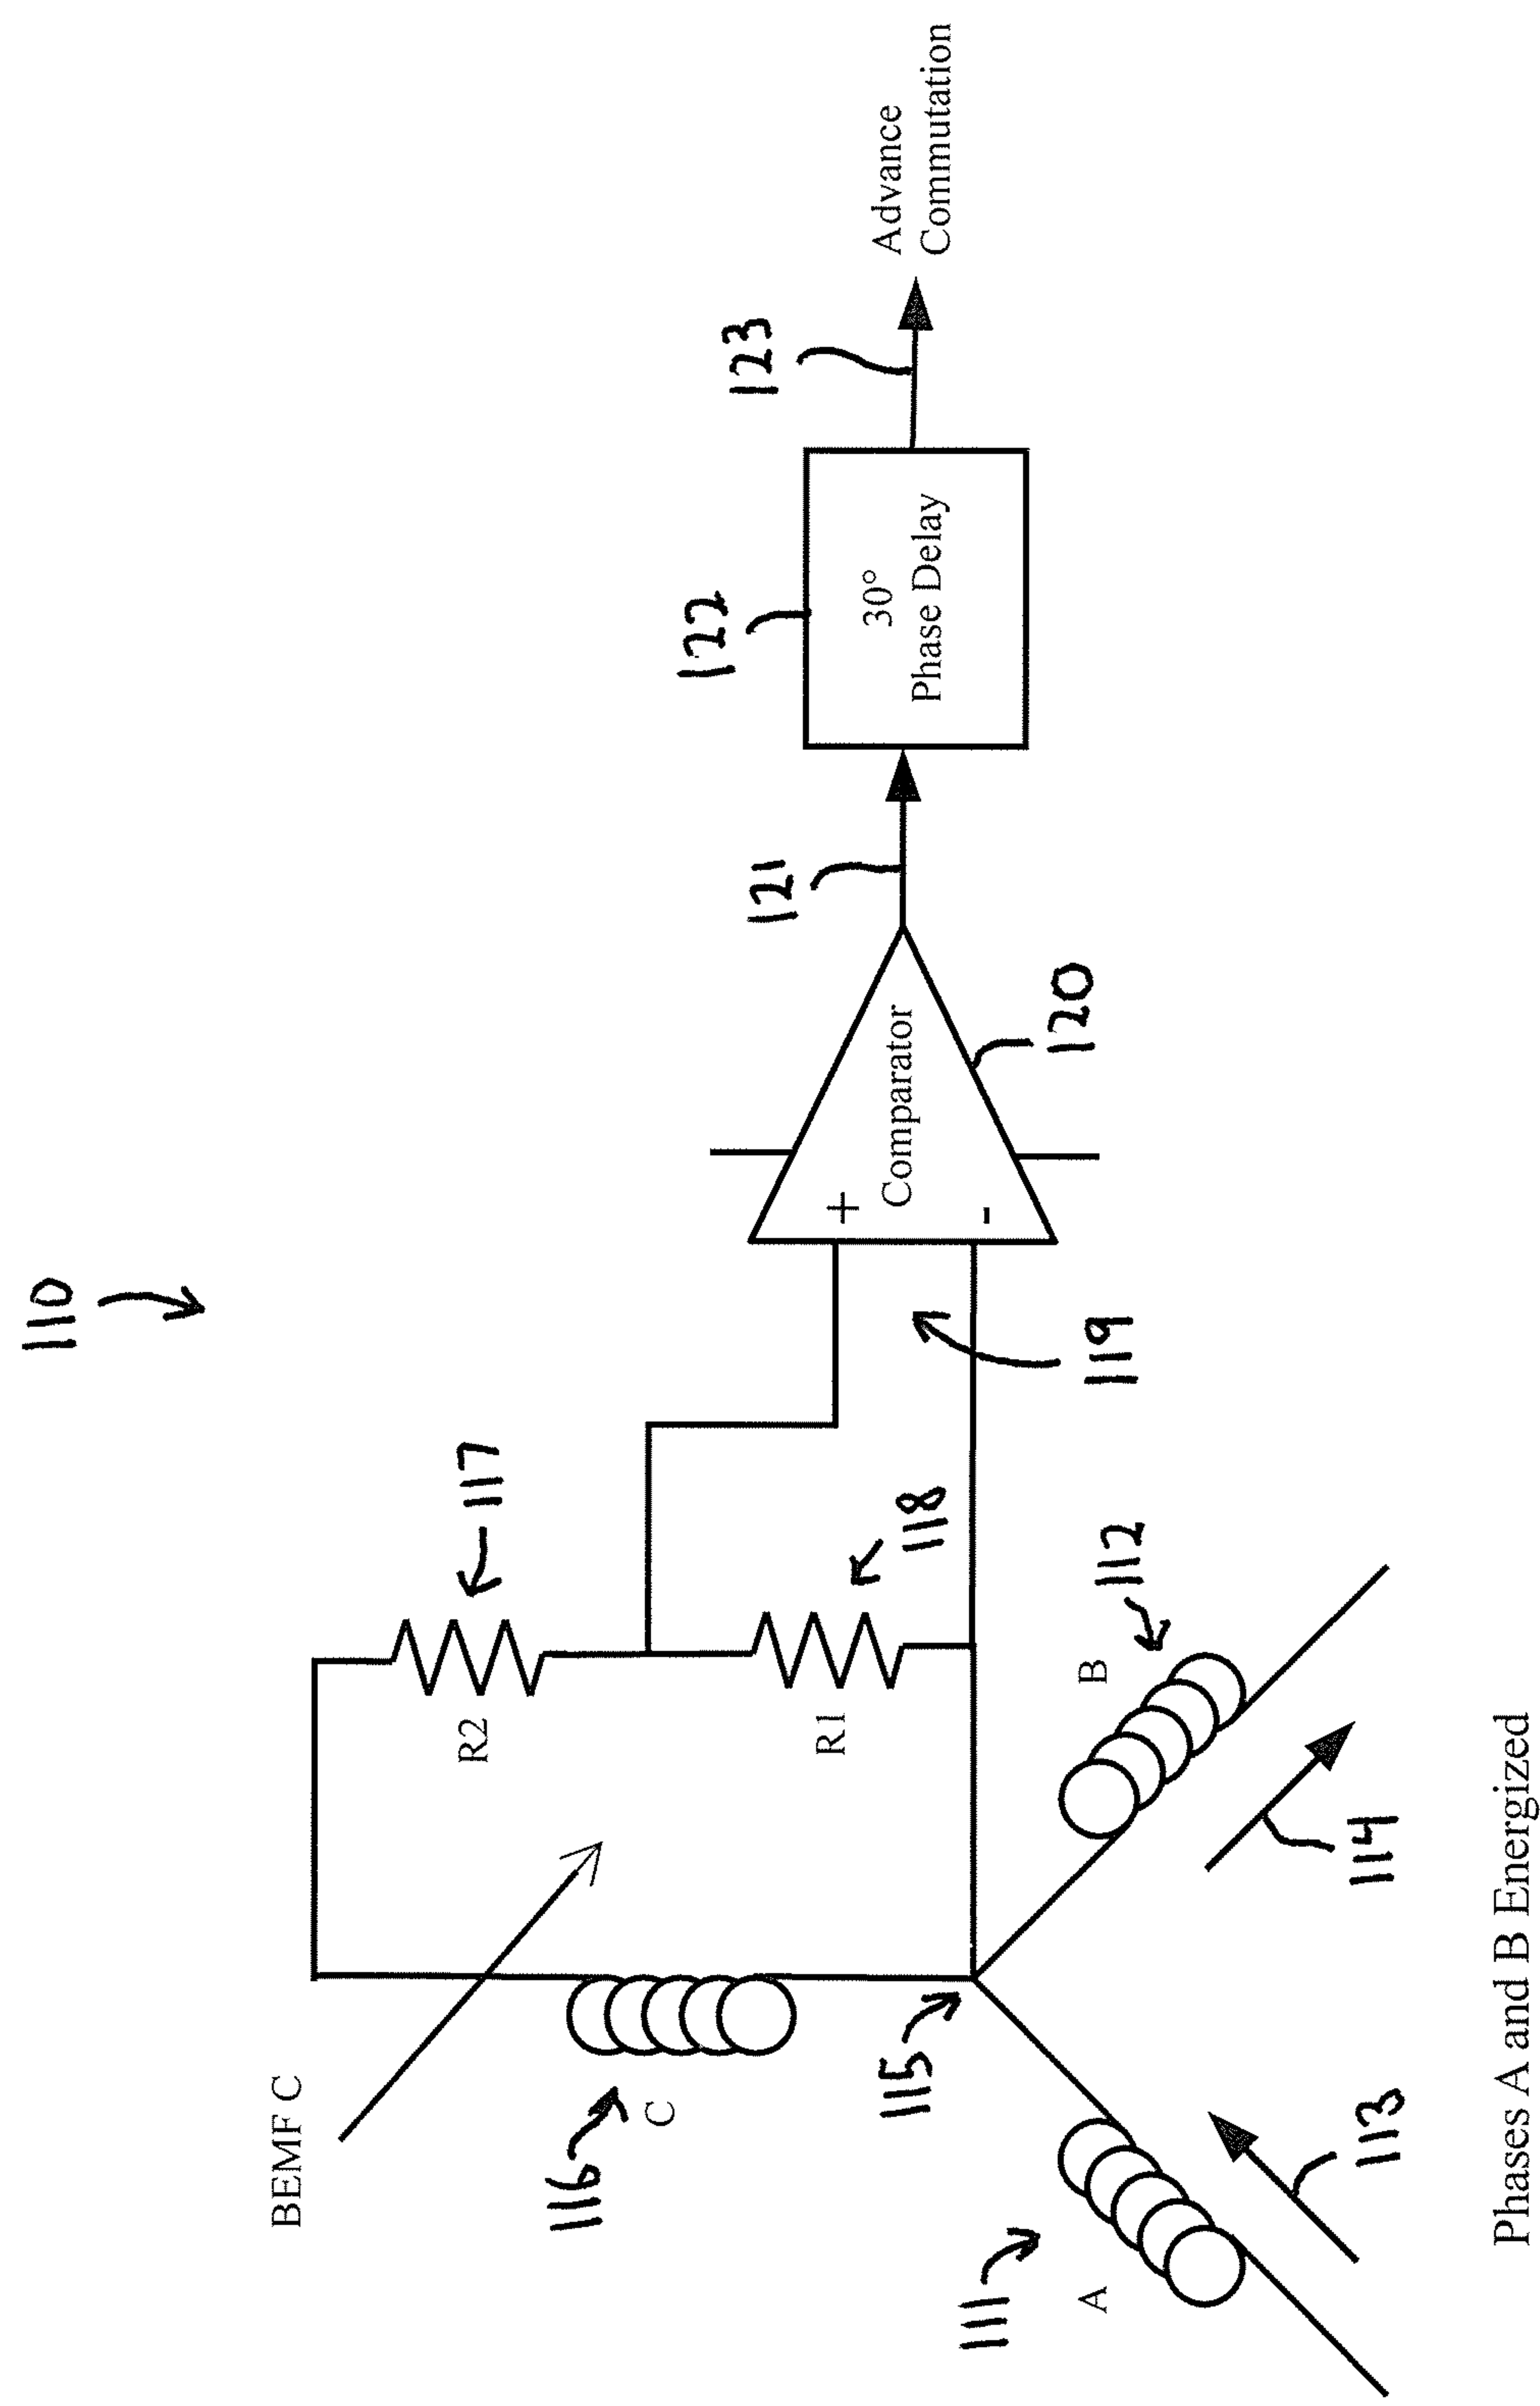 110
BEMF C
116
C
R2
117
R1
118
115
119
+
-
Comparator
120
121
122
30°
Phase Delay
123
Advance
Commutation
111
A
113
B
112
114
Phases A and B Energized